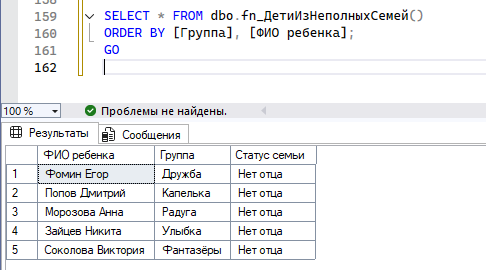 158
159 SELECT * FROM dbo.fn_ДетиИзНеполныхСемей()
160 ORDER BY [Группа], [ФИО ребенка];
161 GO
162
100 % Проблемы не найдены.
Результаты Сообщения
ФИО ребенка Группа Статус семьи
1 Фомин Егор Дружба Нет отца
2 Попов Дмитрий Капелька Нет отца
3 Морозова Анна Радуга Нет отца
4 Зайцев Никита Улыбка Нет отца
5 Соколова Виктория Фантазёры Нет отца